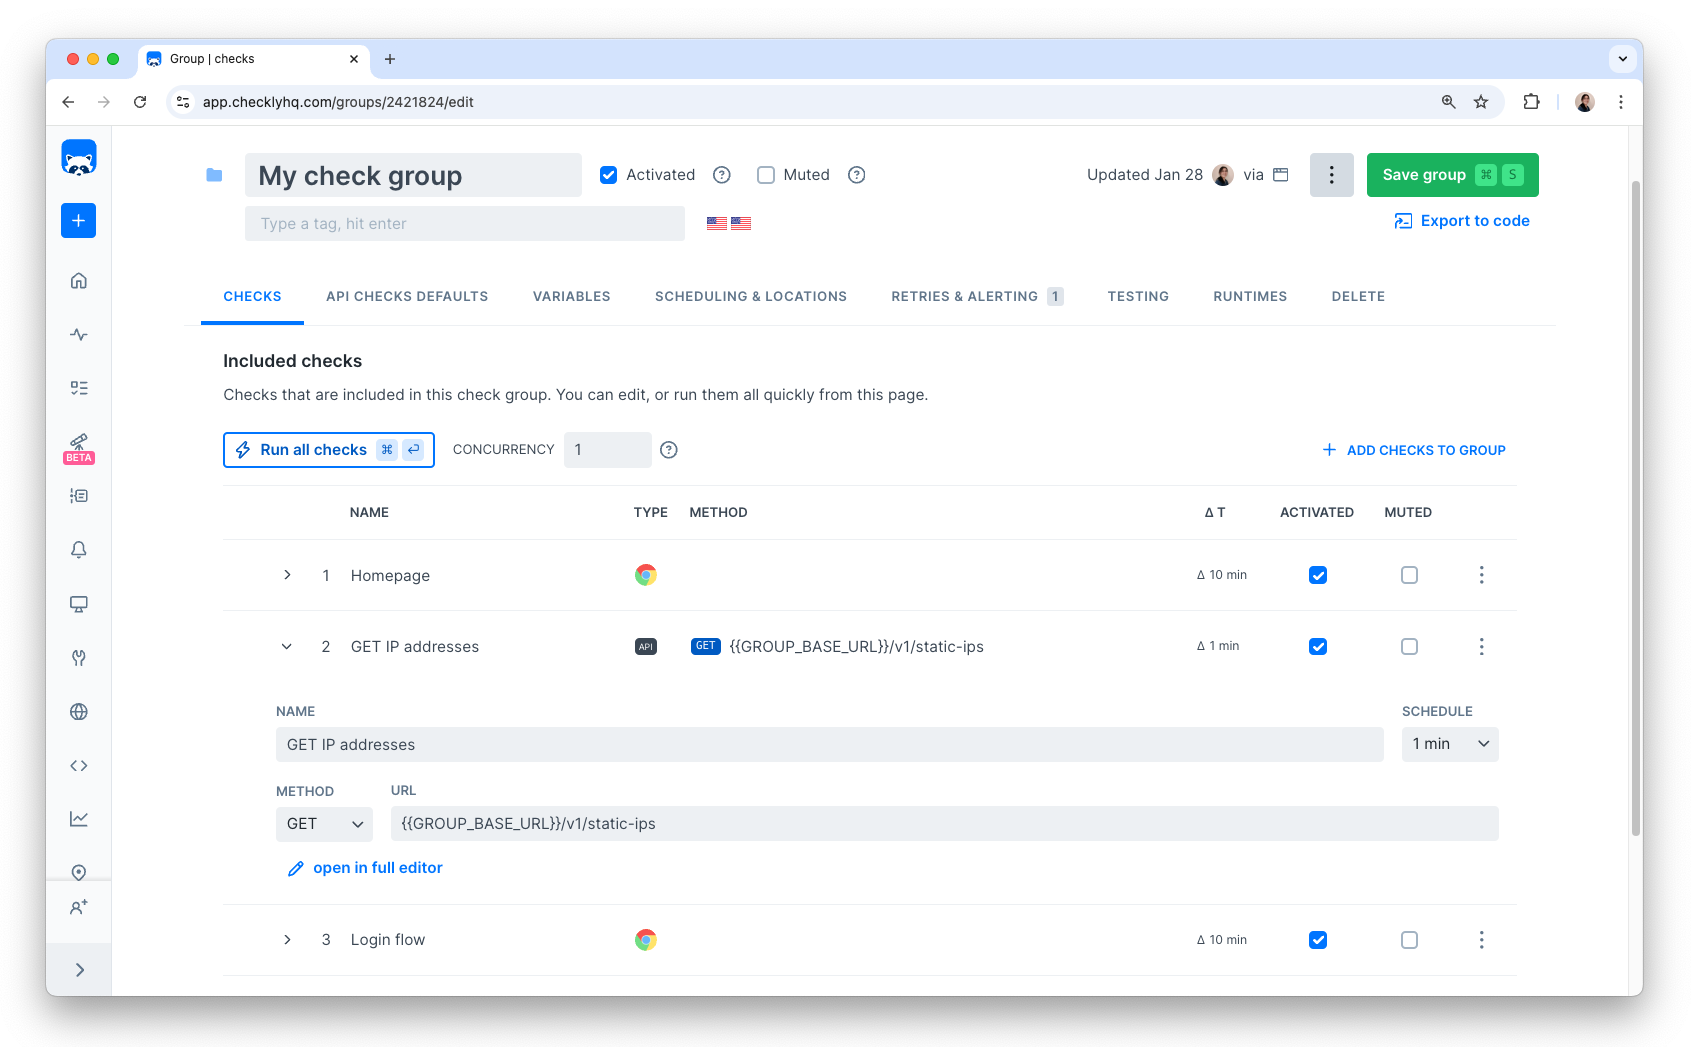 Group | checks
app.checklyhq.com/groups/2421824/edit
My check group
Activated
Muted
Updated Jan 28 via
Save group ⌘ S
Type a tag, hit enter
Export to code
CHECKS API CHECKS DEFAULTS VARIABLES SCHEDULING & LOCATIONS RETRIES & ALERTING 1 TESTING RUNTIMES DELETE
Included checks
Checks that are included in this check group. You can edit, or run them all quickly from this page.
Run all checks ⌘ ↵ CONCURRENCY 1
ADD CHECKS TO GROUP
BETA
NAME TYPE METHOD Δ T ACTIVATED MUTED
1 Homepage Δ 10 min
2 GET IP addresses API GET {{GROUP_BASE_URL}}/v1/static-ips Δ 1 min
NAME SCHEDULE
GET IP addresses 1 min
METHOD URL
GET {{GROUP_BASE_URL}}/v1/static-ips
open in full editor
3 Login flow Δ 10 min